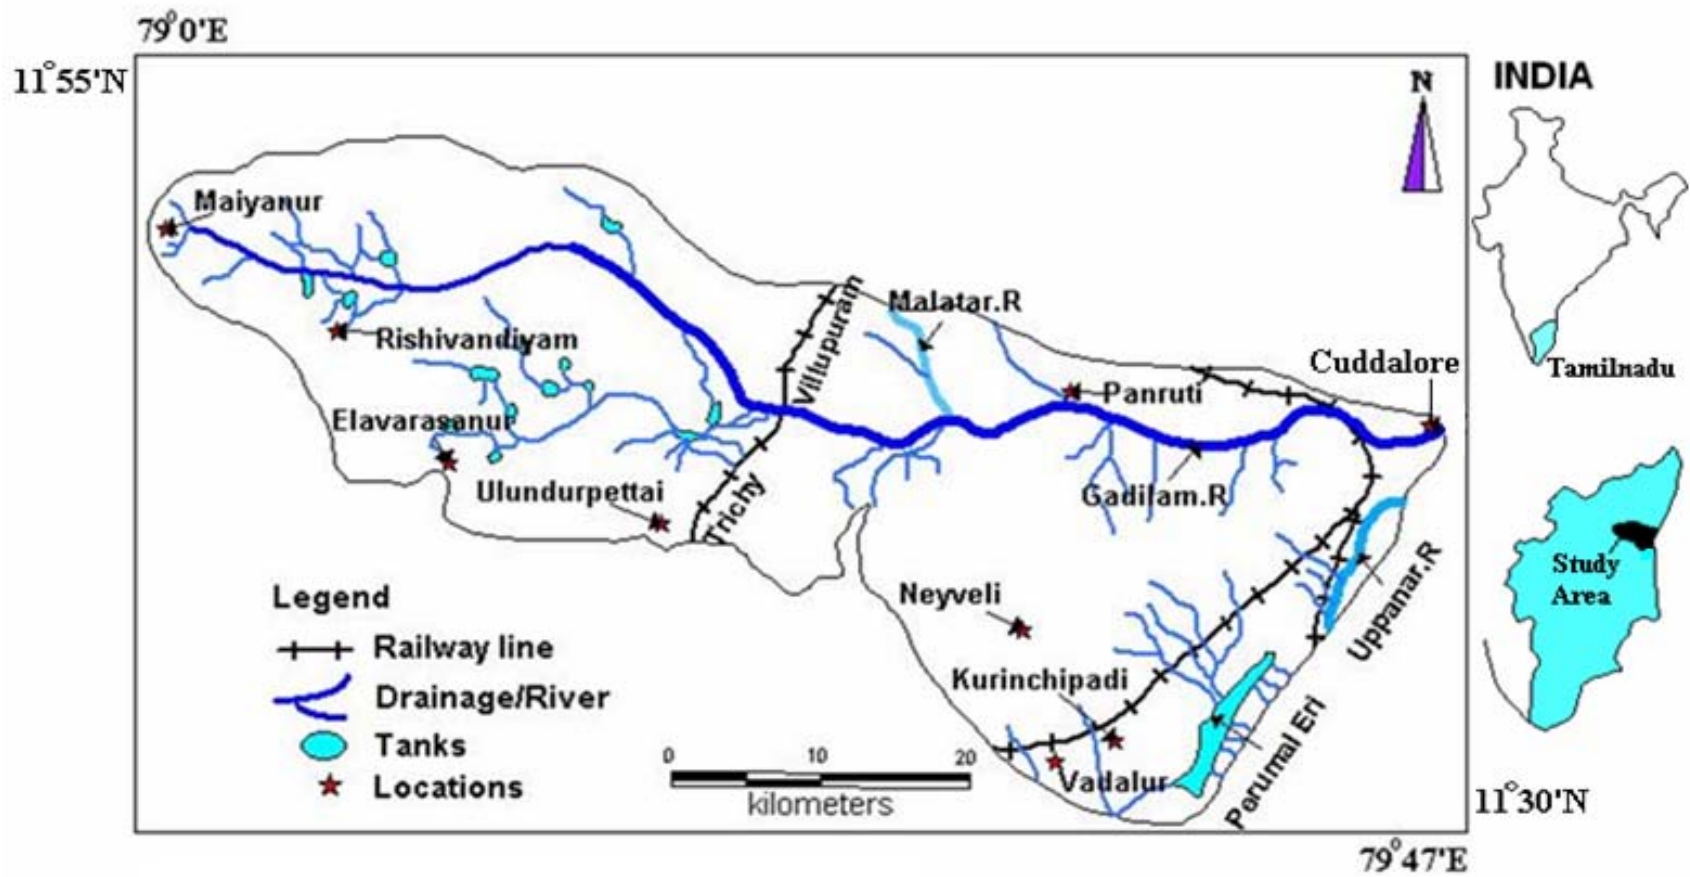 79°0'E
11°55'N
N
INDIA
Maiyanur
Malatar.R
Villupuram
Rishivandiyam
Cuddalore
Tamilnadu
Panruti
Elavarasanur
Ulundurpettai
Trichy
Gadilam.R
Study
Area
Uppanar.R
Neyveli
Legend
Railway line
Kurinchipadi
Drainage/River
Perumal Eri
Tanks
0 10 20
kilometers
Vadalur
Locations
11°30'N
79°47'E